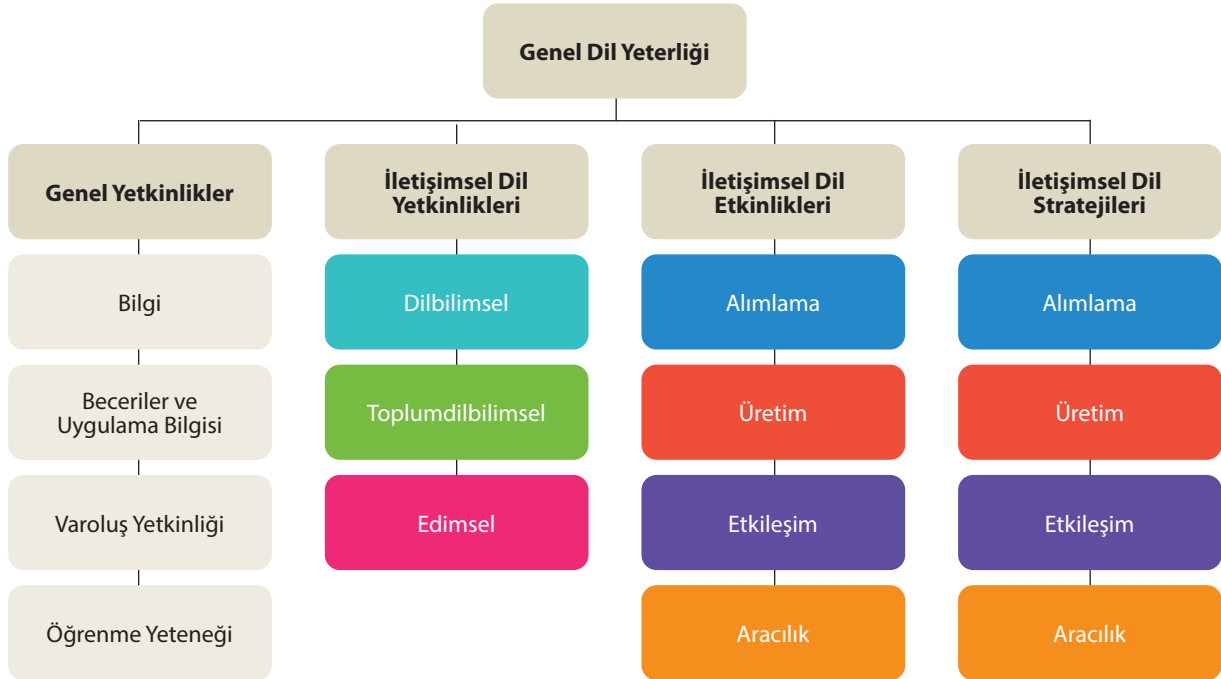 Genel Dil Yeterliği
Genel Yetkinlikler
İletişimsel Dil
Yetkinlikleri
İletişimsel Dil
Etkinlikleri
İletişimsel Dil
Stratejileri
Bilgi
Dilbilimsel
Alımlama
Alımlama
Beceriler ve
Uygulama Bilgisi
Toplumdilbilimsel
Üretim
Üretim
Varoluş Yetkinliği
Edimsel
Etkileşim
Etkileşim
Öğrenme Yeteneği
Aracılık
Aracılık